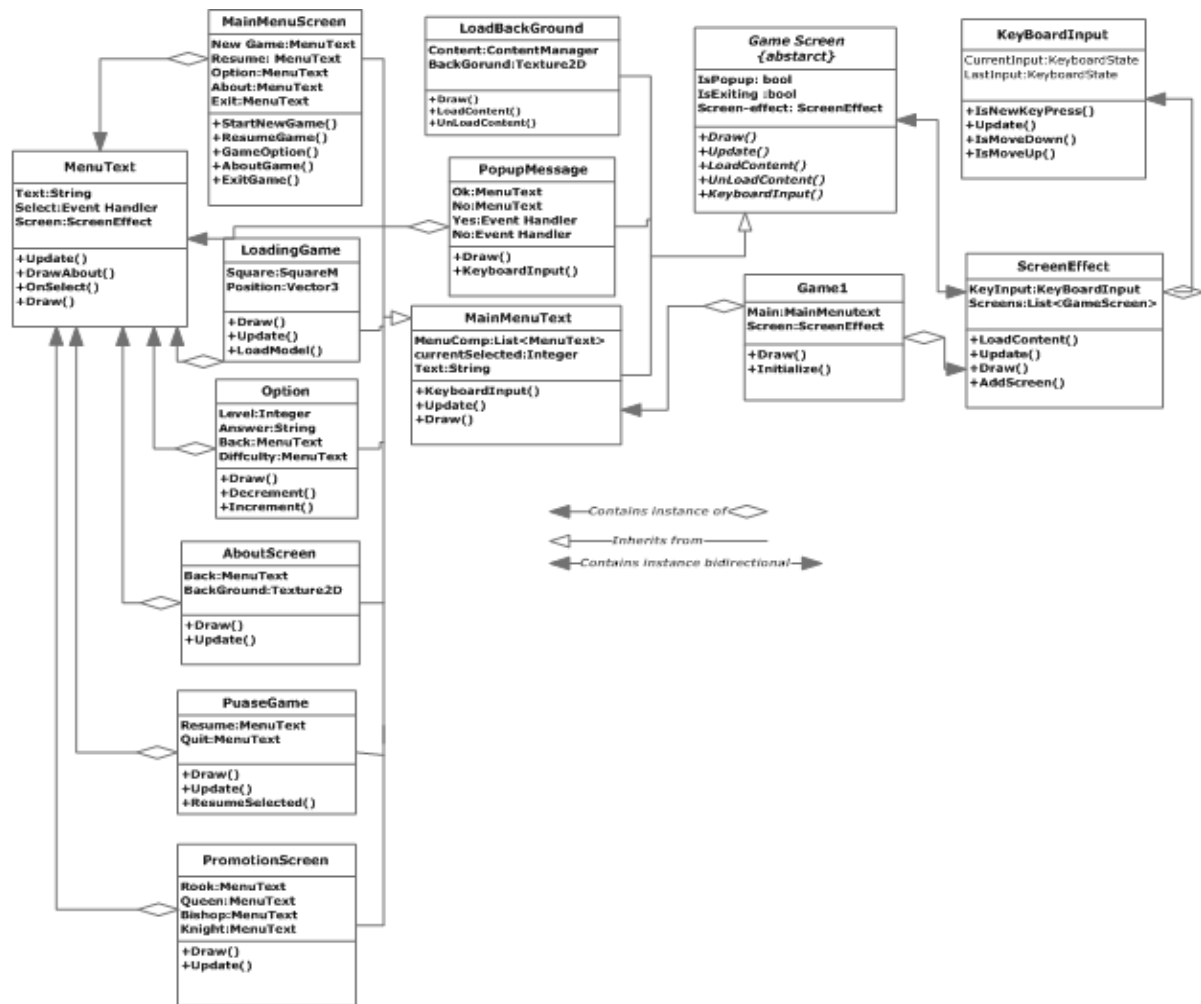 MainMenuScreen
New Game:MenuText
Resume: MenuText
Option:MenuText
About:MenuText
Exit:MenuText
+StartNewGame()
+ResumeGame()
+GameOption()
+AboutGame()
+ExitGame()
LoadBackGround
Content:ContentManager
BackGorund:Texture2D
+Draw()
+LoadContent()
+UnLoadContent()
Game Screen
{abstarct}
IsPopup: bool
IsExiting :bool
Screen-effect: ScreenEffect
+Draw()
+Update()
+LoadContent()
+UnLoadContent()
+KeyboardInput()
KeyBoardInput
CurrentInput:KeyboardState
LastInput:KeyboardState
+IsNewKeyPress()
+Update()
+IsMoveDown()
+IsMoveUp()
MenuText
Text:String
Select:Event Handler
Screen:ScreenEffect
+Update()
+DrawAbout()
+OnSelect()
+Draw()
PopupMessage
Ok:MenuText
No:MenuText
Yes:Event Handler
No:Event Handler
+Draw()
+KeyboardInput()
LoadingGame
Square:SquareM
Position:Vector3
+Draw()
+Update()
+LoadModel()
MainMenuText
MenuComp:List<MenuText>
currentSelected:Integer
Text:String
+KeyboardInput()
+Update()
+Draw()
Game1
Main:MainMenutext
Screen:ScreenEffect
+Draw()
+Initialize()
ScreenEffect
KeyInput:KeyBoardInput
Screens:List<GameScreen>
+LoadContent()
+Update()
+Draw()
+AddScreen()
Option
Level:Integer
Answer:String
Back:MenuText
Diffculty:MenuText
+Draw()
+Decrement()
+Increment()
Contains instance of
Inherits from
Contains instance bidirectional
AboutScreen
Back:MenuText
BackGround:Texture2D
+Draw()
+Update()
PuaseGame
Resume:MenuText
Quit:MenuText
+Draw()
+Update()
+ResumeSelected()
PromotionScreen
Rook:MenuText
Queen:MenuText
Bishop:MenuText
Knight:MenuText
+Draw()
+Update()